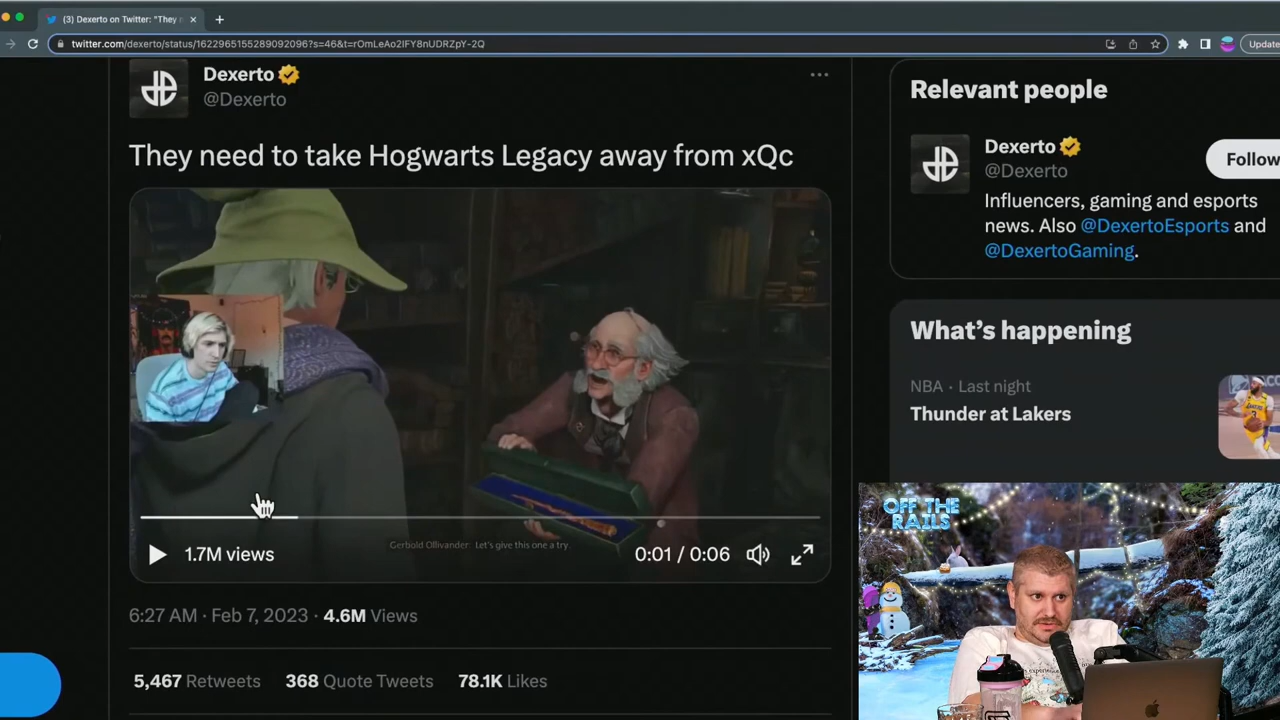 (3) Dexerto on Twitter: "They n
twitter.com/dexerto/status/1622965155289092096?s=46&t=rOmLeAo2IFY8nUDRZpY-2Q
Update
Dexerto
@Dexerto
They need to take Hogwarts Legacy away from xQc
Gerbold Ollivander: Let's give this one a try.
1.7M views
0:01 / 0:06
6:27 AM · Feb 7, 2023 · 4.6M Views
5,467 Retweets 368 Quote Tweets 78.1K Likes
Relevant people
Dexerto
@Dexerto
Follow
Influencers, gaming and esports
news. Also @DexertoEsports and
@DexertoGaming.
What's happening
NBA · Last night
Thunder at Lakers
OFF THE
RAILS